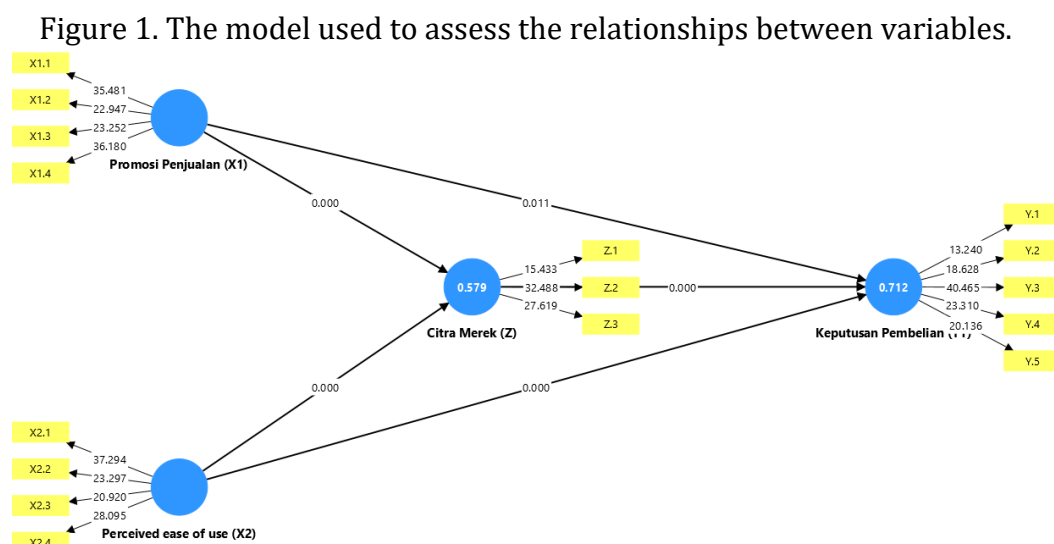 Figure 1. The model used to assess the relationships between variables.
X1.1
35.481
X1.2
22.947
X1.3
23.252
X1.4
36.180
Promosi Penjualan (X1)
0.000
0.011
Z.1
15.433
0.579
32.488
Z.2
0.000
27.619
Z.3
Citra Merek (Z)
Y.1
13.240
Y.2
18.628
0.712
40.465
Y.3
23.310
Y.4
20.136
Keputusan Pembelian
Y.5
0.000
0.000
X2.1
37.294
X2.2
23.297
X2.3
20.920
28.095
X2.4
Perceived ease of use (X2)